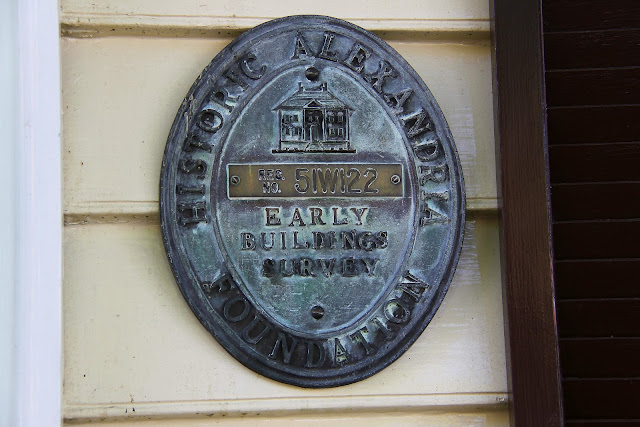 HISTORIC ALEXANDRIA
REG. NO. 51W122
EARLY
BUILDINGS
SURVEY
FOUNDATION